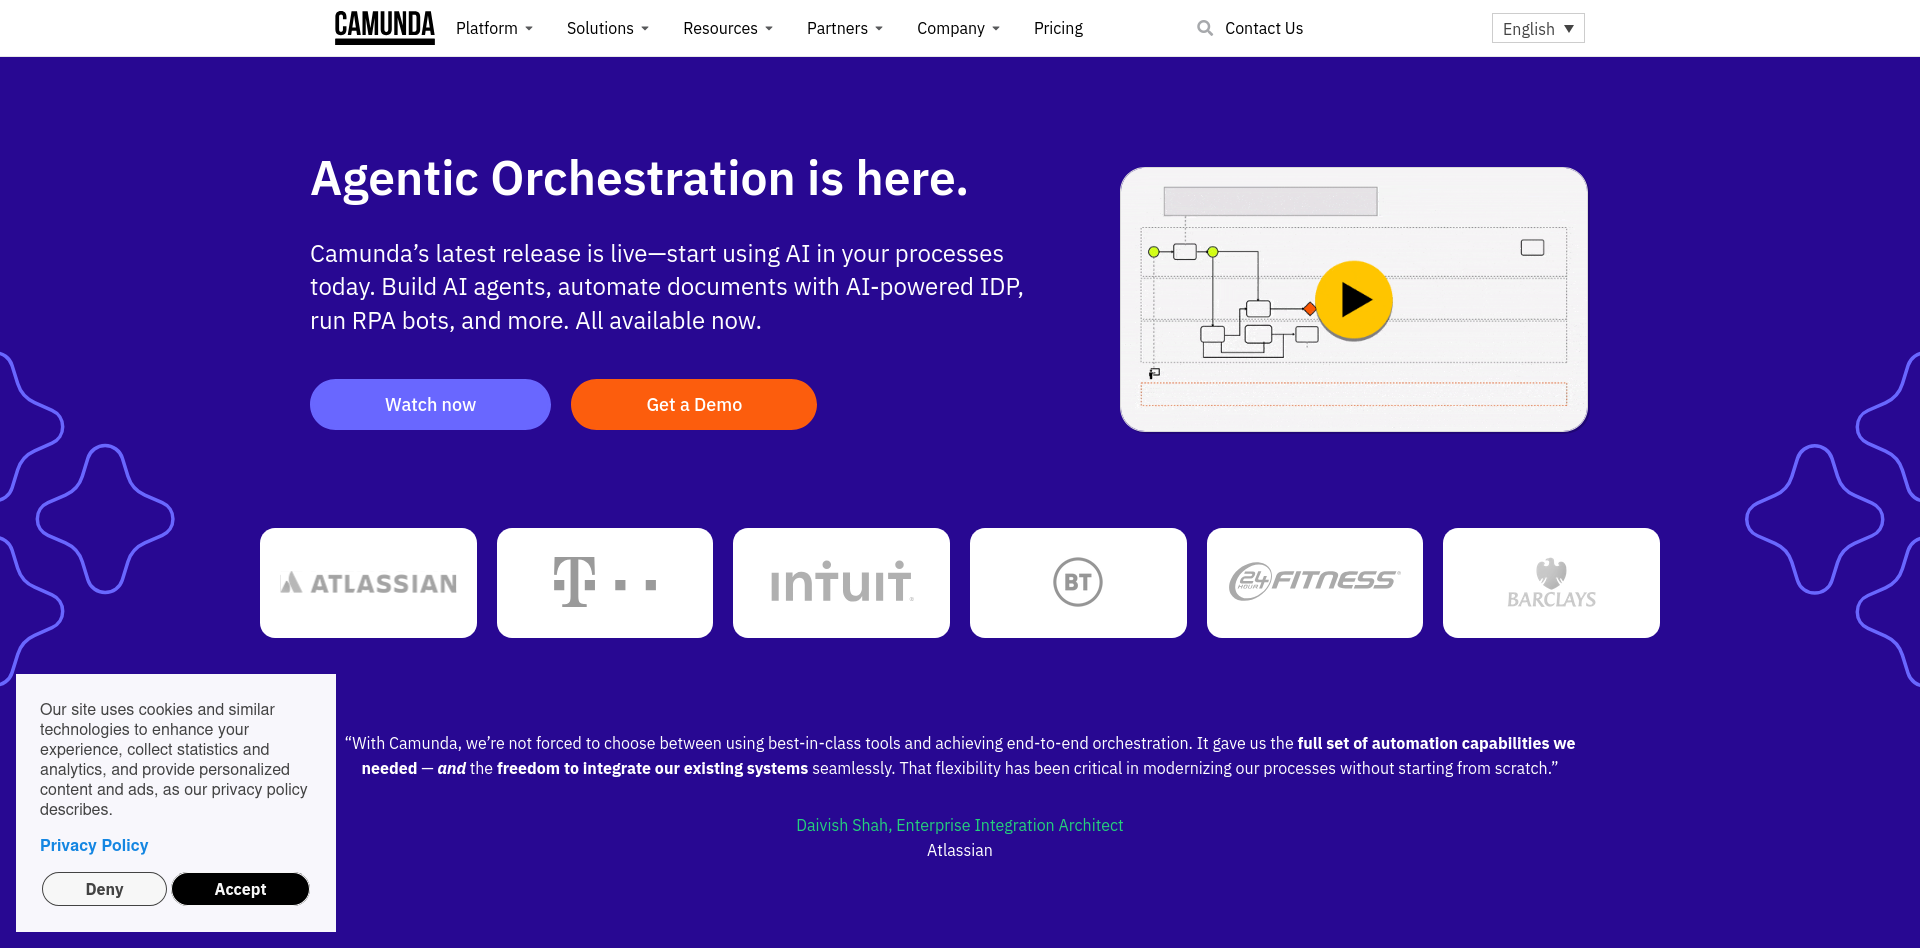 CAMUNDA Platform Solutions Resources Partners Company Pricing Contact Us English
Agentic Orchestration is here.
Camunda’s latest release is live—start using AI in your processes
today. Build AI agents, automate documents with AI-powered IDP,
run RPA bots, and more. All available now.
Watch now Get a Demo
ATLASSIAN T intuit BT 24 HOUR FITNESS BARCLAYS
Our site uses cookies and similar
technologies to enhance your
experience, collect statistics and
analytics, and provide personalized
content and ads, as our privacy policy
describes.
Privacy Policy
Deny Accept
“With Camunda, we’re not forced to choose between using best-in-class tools and achieving end-to-end orchestration. It gave us the full set of automation capabilities we
needed — and the freedom to integrate our existing systems seamlessly. That flexibility has been critical in modernizing our processes without starting from scratch.”
Daivish Shah, Enterprise Integration Architect
Atlassian